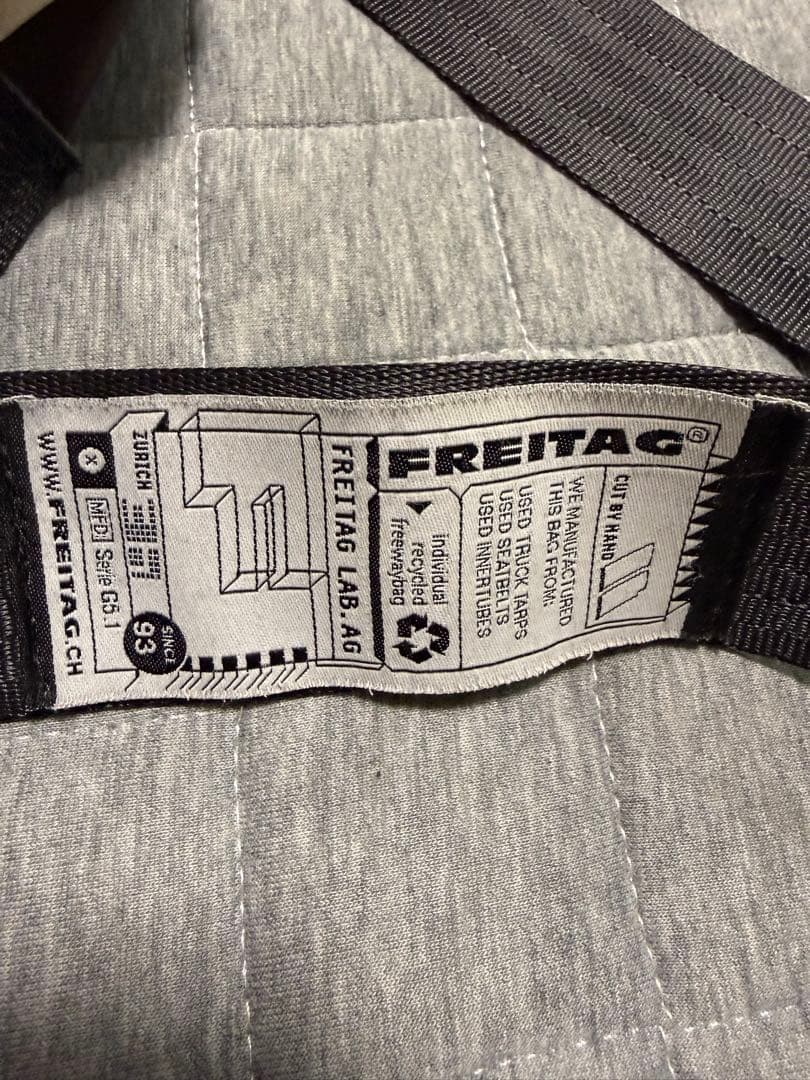 FREITAG®
CUT BY HAND
WE MANUFACTURED
THIS BAG FROM:
USED TRUCK TARPS
USED SEATBELTS
USED INNERTUBES
individual
recycled
freewaybag
FREITAG LAB.AG
SINCE
93
ZURICH
MFD: Serie G5.1
WWW.FREITAG.CH